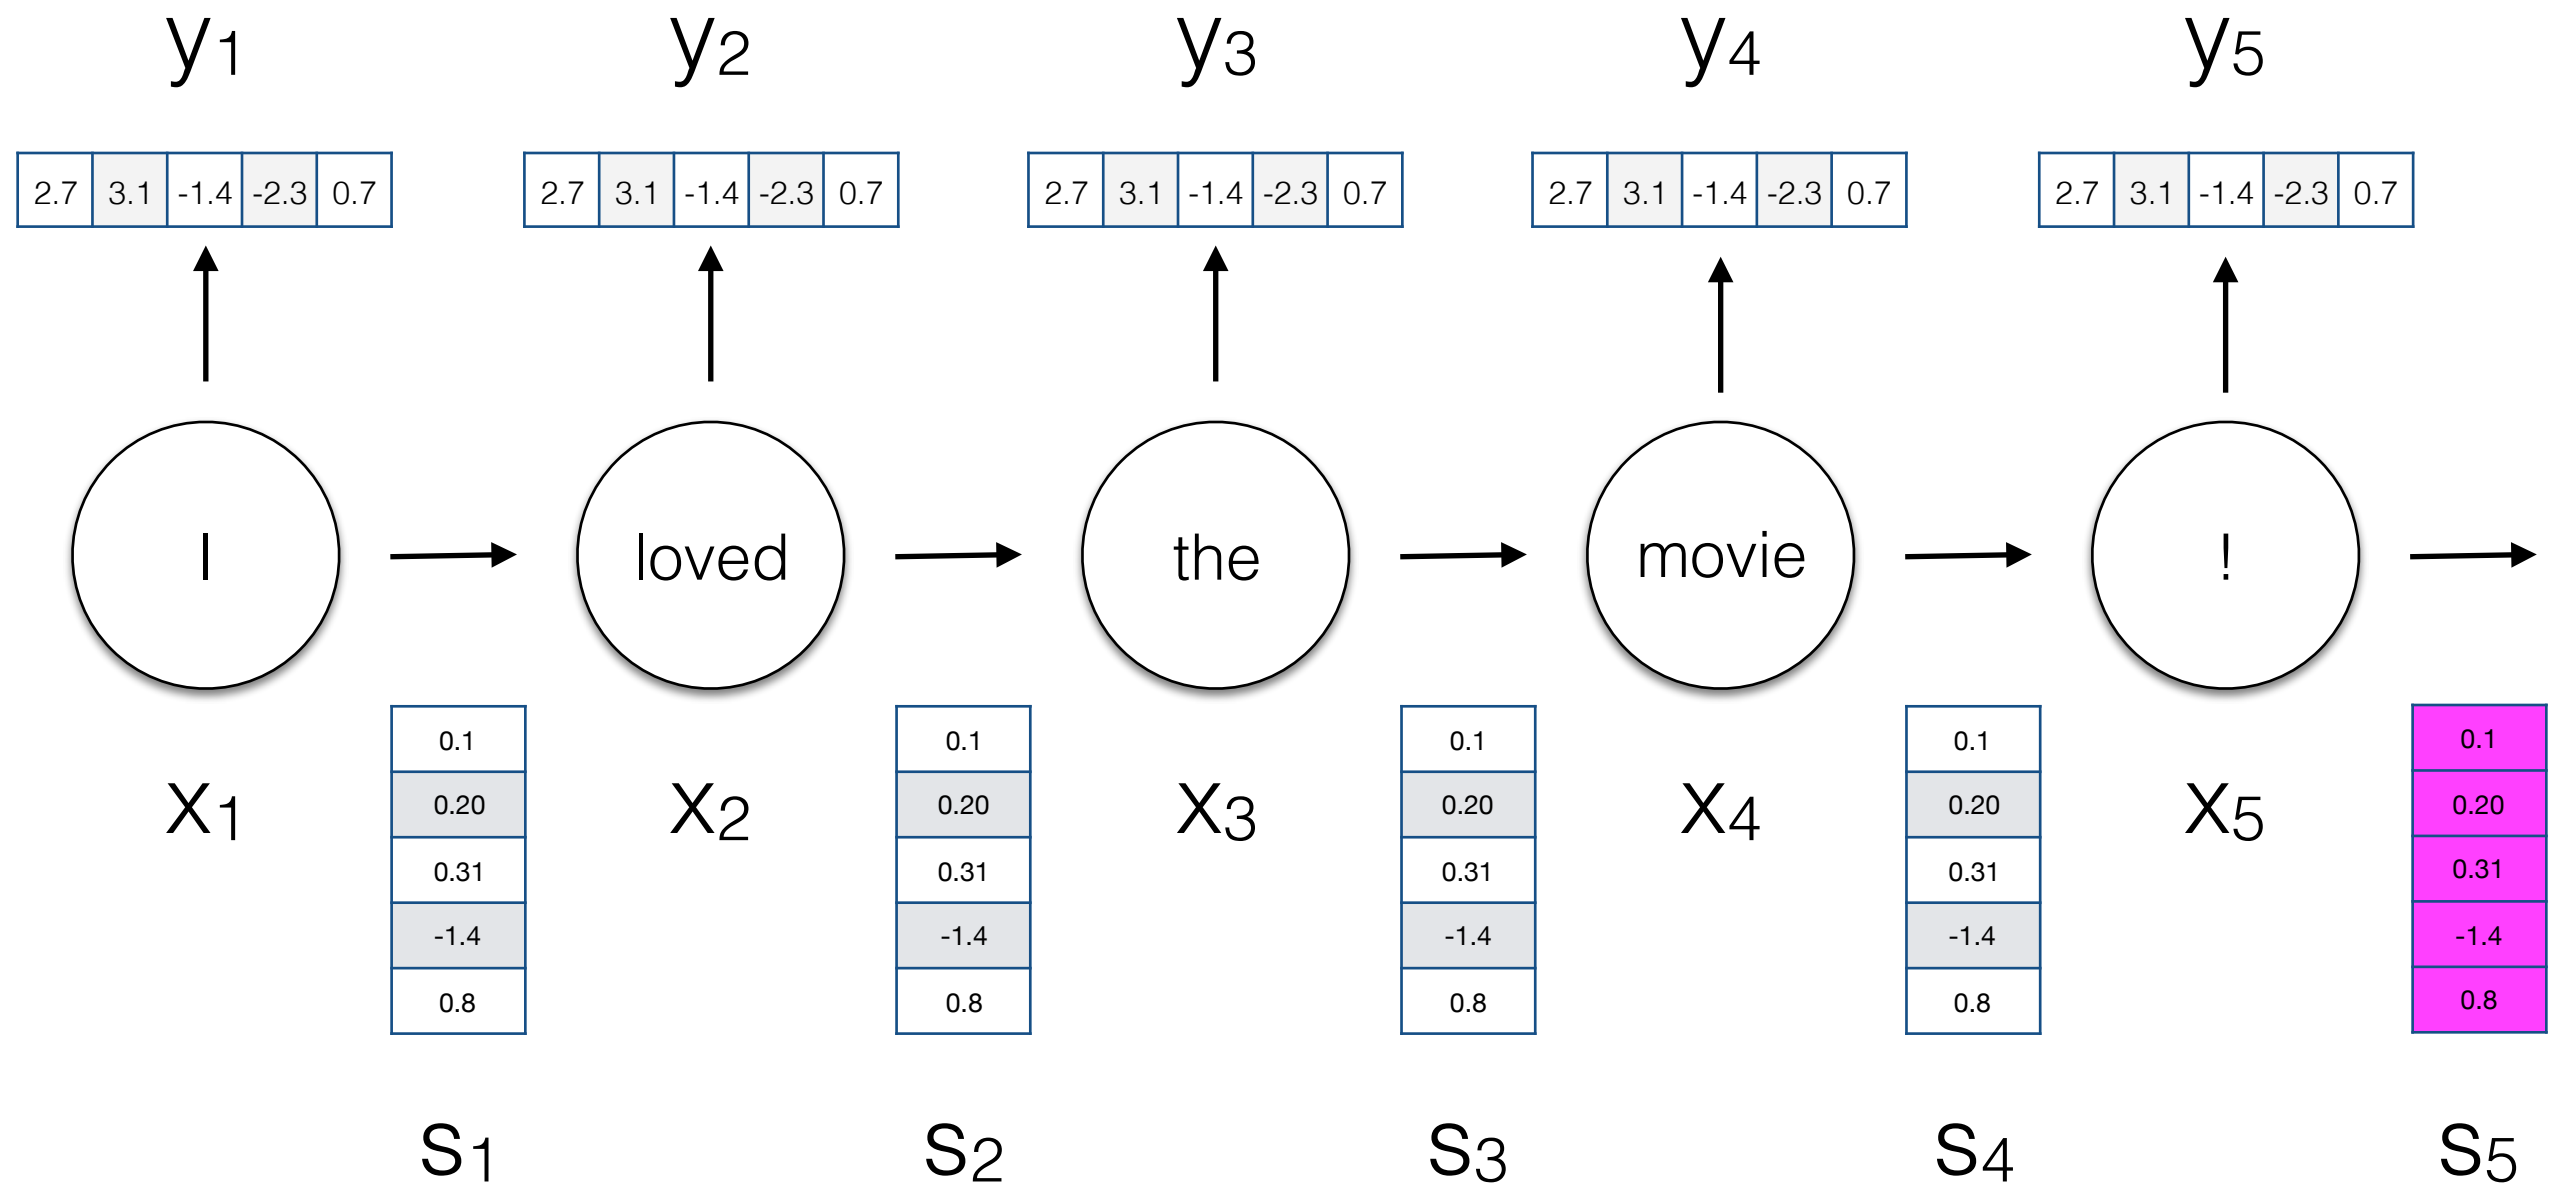 y1 y2 y3 y4 y5
2.7 3.1 -1.4 -2.3 0.7 2.7 3.1 -1.4 -2.3 0.7 2.7 3.1 -1.4 -2.3 0.7 2.7 3.1 -1.4 -2.3 0.7 2.7 3.1 -1.4 -2.3 0.7
I loved the movie !
0.1 0.1 0.1 0.1 0.1
x1 0.20 x2 0.20 x3 0.20 x4 0.20 x5 0.20
0.31 0.31 0.31 0.31 0.31
-1.4 -1.4 -1.4 -1.4 -1.4
0.8 0.8 0.8 0.8 0.8
s1 s2 s3 s4 s5